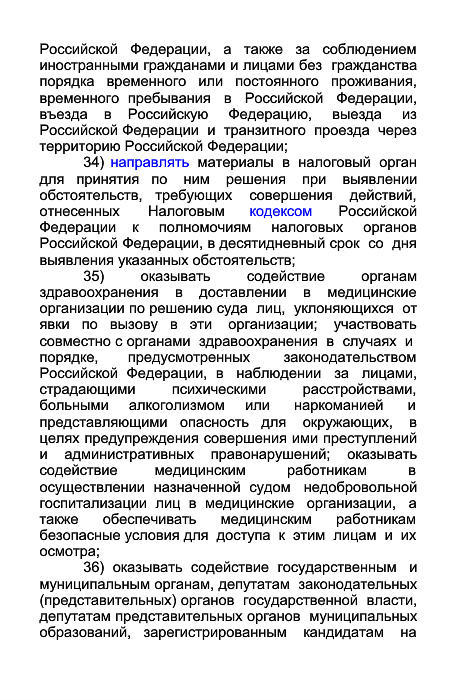 Российской Федерации, а также за соблюдением
иностранными гражданами и лицами без гражданства
порядка временного или постоянного проживания,
временного пребывания в Российской Федерации,
въезда в Российскую Федерацию, выезда из
Российской Федерации и транзитного проезда через
территорию Российской Федерации;
34) направлять материалы в налоговый орган
для принятия по ним решения при выявлении
обстоятельств, требующих совершения действий,
отнесенных Налоговым кодексом Российской
Федерации к полномочиям налоговых органов
Российской Федерации, в десятидневный срок со дня
выявления указанных обстоятельств;
35) оказывать содействие органам
здравоохранения в доставлении в медицинские
организации по решению суда лиц, уклоняющихся от
явки по вызову в эти организации; участвовать
совместно с органами здравоохранения в случаях и
порядке, предусмотренных законодательством
Российской Федерации, в наблюдении за лицами,
страдающими психическими расстройствами,
больными алкоголизмом или наркоманией и
представляющими опасность для окружающих, в
целях предупреждения совершения ими преступлений
и административных правонарушений; оказывать
содействие медицинским работникам в
осуществлении назначенной судом недобровольной
госпитализации лиц в медицинские организации, а
также обеспечивать медицинским работникам
безопасные условия для доступа к этим лицам и их
осмотра;
36) оказывать содействие государственным и
муниципальным органам, депутатам законодательных
(представительных) органов государственной власти,
депутатам представительных органов муниципальных
образований, зарегистрированным кандидатам на